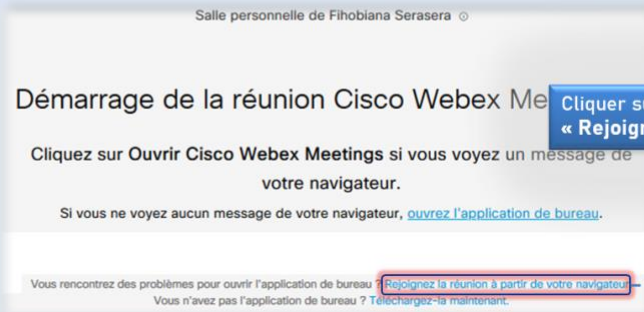 Salle personnelle de Fihobiana Serasera
Démarrage de la réunion Cisco Webex Me
Cliquer su
« Rejoign
Cliquez sur Ouvrir Cisco Webex Meetings si vous voyez un message de
votre navigateur.
Si vous ne voyez aucun message de votre navigateur, ouvrez l'application de bureau.
Vous rencontrez des problèmes pour ouvrir l'application de bureau ? Rejoignez la réunion à partir de votre navigateur
Vous n'avez pas l'application de bureau ? Téléchargez-la maintenant.